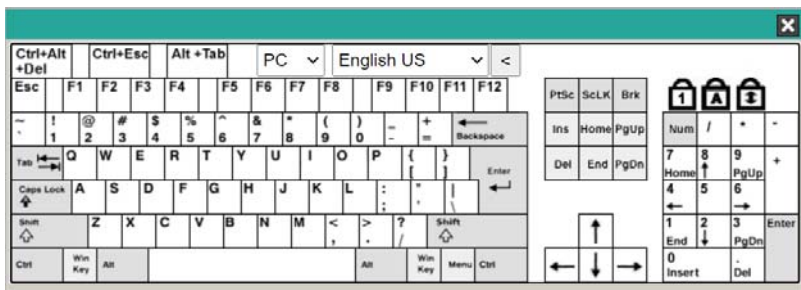 Ctrl+Alt
+Del
Ctrl+Esc
Alt +Tab
PC
English US
<
Esc F1 F2 F3 F4 F5 F6 F7 F8 F9 F10 F11 F12
~ ! @ # $ % ^ & * ( ) _ +
` 1 2 3 4 5 6 7 8 9 0 - = Backspace
Tab Q W E R T Y U I O P { }
[ ] Enter
Caps Lock A S D F G H J K L : " |
; ' \
Shift Z X C V B N M < > ? Shift
, . /
Ctrl Win Key Alt Alt Win Key Menu Ctrl
PtSc ScLK Brk
Ins Home PgUp
Del End PgDn
1 A
Num / * -
7 8 9 +
Home PgUp
4 5 6
1 2 3 Enter
End PgDn
0 .
Insert Del